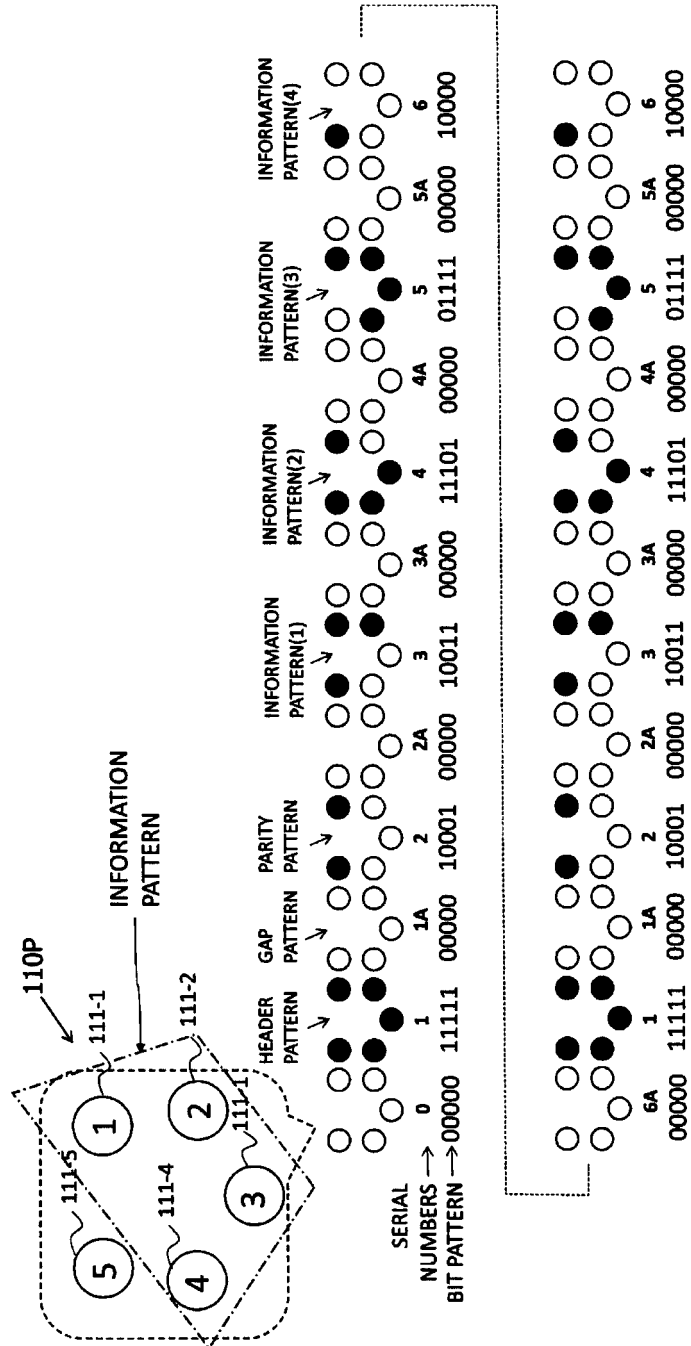 110P
INFORMATION
PATTERN
111-1
111-2
111-1
111-4
111-5
1
2
3
4
5
HEADER
PATTERN
GAP
PATTERN
PARITY
PATTERN
INFORMATION
PATTERN(1)
INFORMATION
PATTERN(2)
INFORMATION
PATTERN(3)
INFORMATION
PATTERN(4)
SERIAL
NUMBERS → 0 1 1A 2 2A 3 3A 4 4A 5 5A 6
BIT PATTERN → 00000 11111 00000 10001 00000 10011 00000 11101 00000 01111 00000 10000
6A 1 1A 2 2A 3 3A 4 4A 5 5A 6
00000 11111 00000 10001 00000 10011 00000 11101 00000 01111 00000 10000